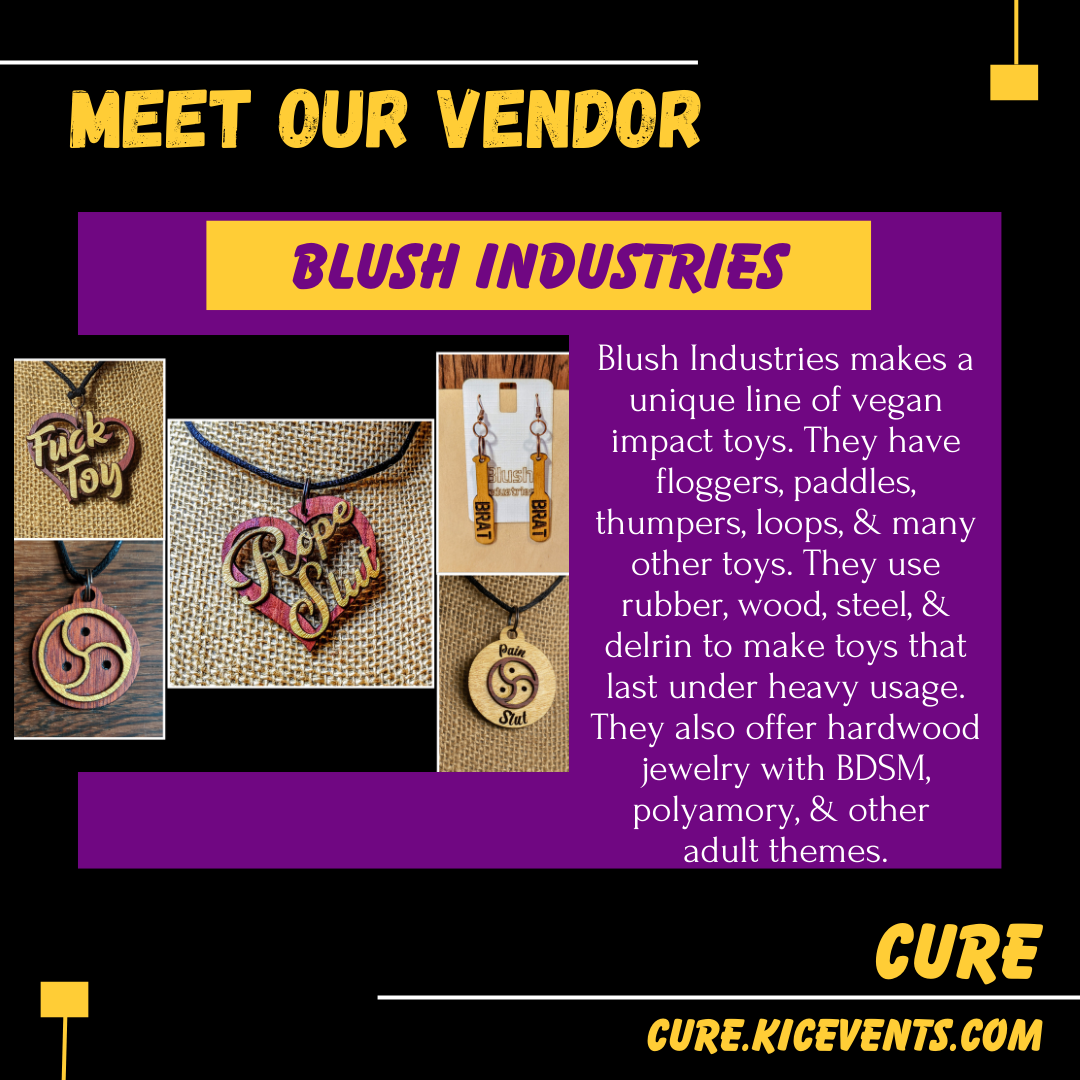 MEET OUR VENDOR
BLUSH INDUSTRIES
Fuck
Toy
Rope
Slut
Blush
Industries
BRAT
BRAT
Pain
Slut
Blush Industries makes a
unique line of vegan
impact toys. They have
floggers, paddles,
thumpers, loops, & many
other toys. They use
rubber, wood, steel, &
delrin to make toys that
last under heavy usage.
They also offer hardwood
jewelry with BDSM,
polyamory, & other
adult themes.
CURE
CURE.KICEVENTS.COM